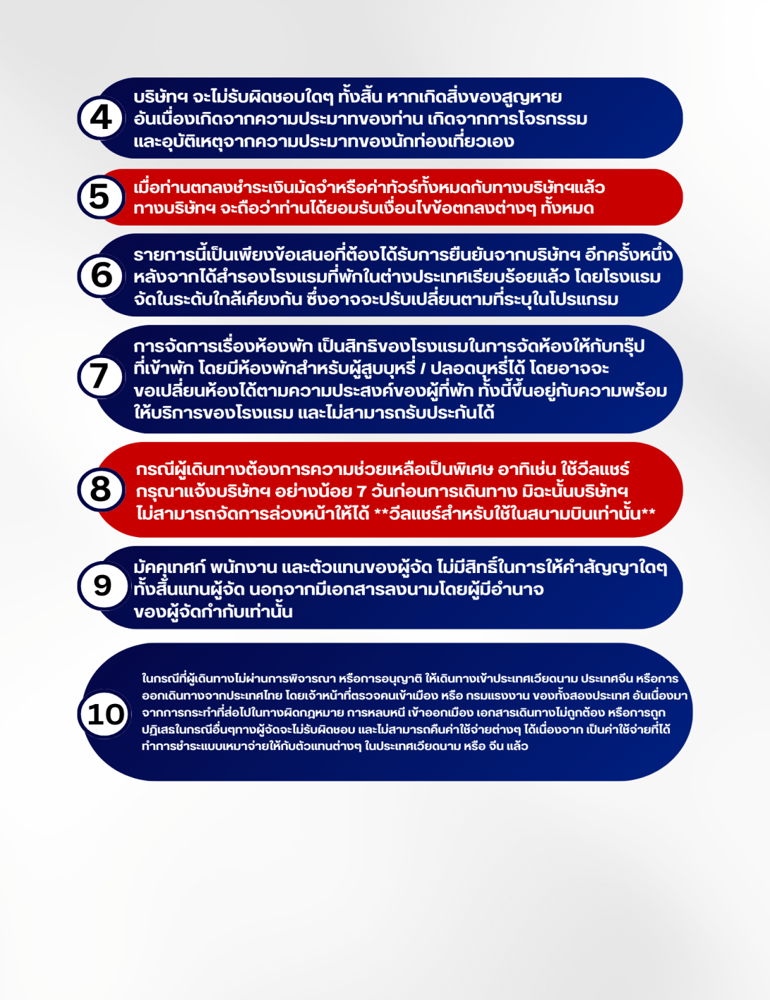 4
บริษัทฯ จะไม่รับผิดชอบใดๆ ทั้งสิ้น หากเกิดสิ่งของสูญหาย
อันเนื่องเกิดจากความประมาทของท่าน เกิดจากการโจรกรรม
และอุบัติเหตุจากความประมาทของนักท่องเที่ยวเอง
5
เมื่อท่านตกลงชำระเงินมัดจำหรือค่าทัวร์ทั้งหมดกับทางบริษัทฯแล้ว
ทางบริษัทฯ จะถือว่าท่านได้ยอมรับเงื่อนไขข้อตกลงต่างๆ ทั้งหมด
6
รายการนี้เป็นเพียงข้อเสนอที่ต้องได้รับการยืนยันจากบริษัทฯ อีกครั้งหนึ่ง
หลังจากได้สำรองโรงแรมที่พักในต่างประเทศเรียบร้อยแล้ว โดยโรงแรม
จัดในระดับใกล้เคียงกัน ซึ่งอาจจะปรับเปลี่ยนตามที่ระบุในโปรแกรม
7
การจัดการเรื่องห้องพัก เป็นสิทธิของโรงแรมในการจัดห้องให้กับกรุ๊ป
ที่เข้าพัก โดยมีห้องพักสำหรับผู้สูบบุหรี่ / ปลอดบุหรี่ได้ โดยอาจจะ
ขอเปลี่ยนห้องได้ตามความประสงค์ของผู้ที่พัก ทั้งนี้ขึ้นอยู่กับความพร้อม
ให้บริการของโรงแรม และไม่สามารถรับประกันได้
8
กรณีผู้เดินทางต้องการความช่วยเหลือเป็นพิเศษ อาทิเช่น ใช้วีลแชร์
กรุณาแจ้งบริษัทฯ อย่างน้อย 7 วันก่อนการเดินทาง มิฉะนั้นบริษัทฯ
ไม่สามารถจัดการล่วงหน้าให้ได้ **วีลแชร์สำหรับใช้ในสนามบินเท่านั้น**
9
มัคคุเทศก์ พนักงาน และตัวแทนของผู้จัด ไม่มีสิทธิ์ในการให้คำสัญญาใดๆ
ทั้งสิ้นแทนผู้จัด นอกจากมีเอกสารลงนามโดยผู้มีอำนาจ
ของผู้จัดกำกับเท่านั้น
10
ในกรณีที่ผู้เดินทางไม่ผ่านการพิจารณา หรือการอนุญาติ ให้เดินทางเข้าประเทศเวียดนาม ประเทศจีน หรือการ
ออกเดินทางจากประเทศไทย โดยเจ้าหน้าที่ตรวจคนเข้าเมือง หรือ กรมแรงงาน ของทั้งสองประเทศ อันเนื่องมา
จากการกระทำที่ส่อไปในทางผิดกฎหมาย การหลบหนี เข้าออกเมือง เอกสารเดินทางไม่ถูกต้อง หรือการถูก
ปฏิเสธในกรณีอื่นๆทางผู้จัดจะไม่รับผิดชอบ และไม่สามารถคืนค่าใช้จ่ายต่างๆ ได้เนื่องจาก เป็นค่าใช้จ่ายที่ได้
ทำการชำระแบบเหมาจ่ายให้กับตัวแทนต่างๆ ในประเทศเวียดนาม หรือ จีน แล้ว